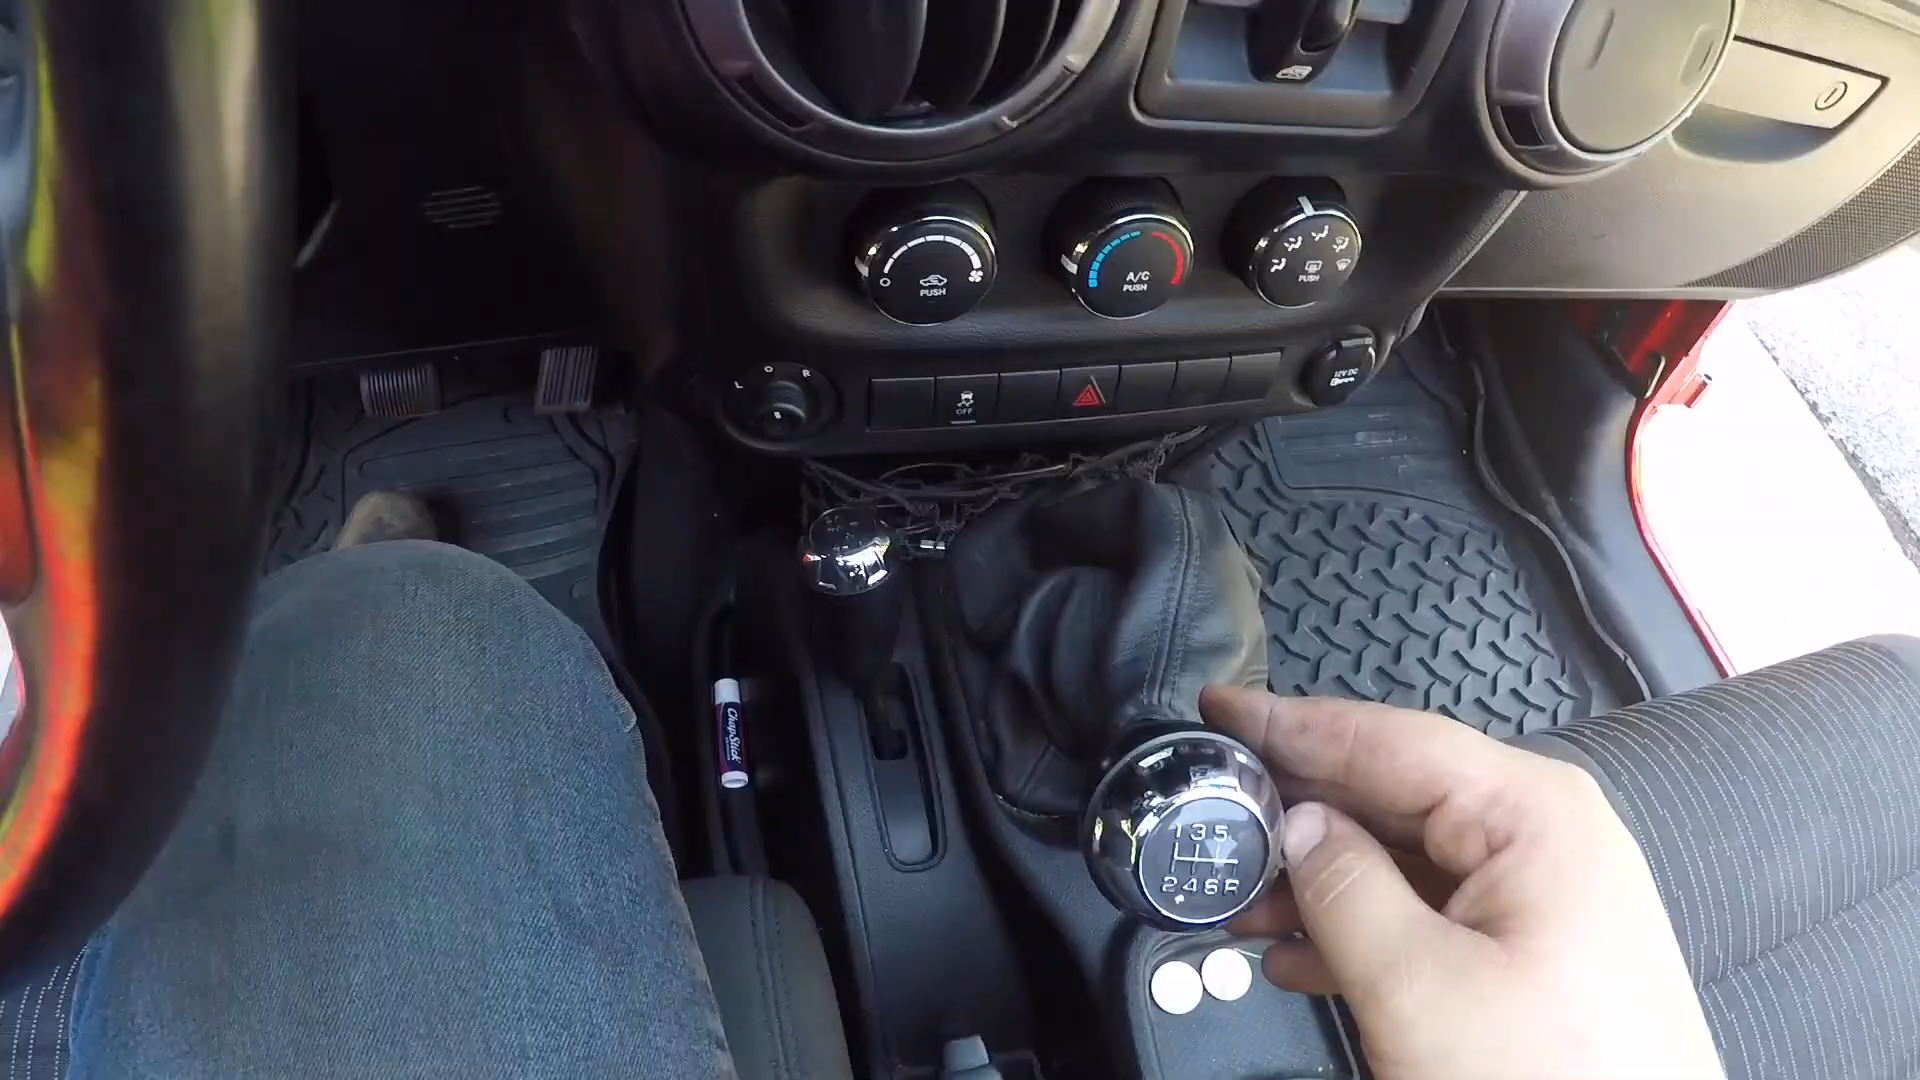 PUSH
A/C
PUSH
PUSH
L O R
OFF
12V DC
ChapStick
1 3 5
2 4 6 R